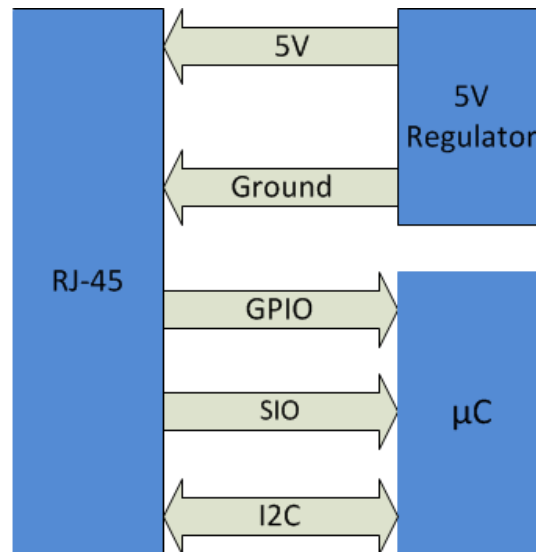 5V
5V
Regulator
Ground
RJ-45
GPIO
SIO
µC
I2C